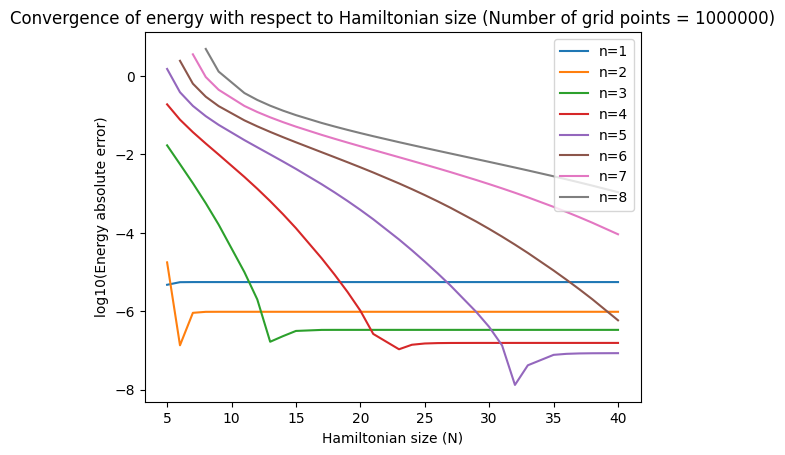 Convergence of energy with respect to Hamiltonian size (Number of grid points = 1000000)
n=1
n=2
n=3
n=4
n=5
n=6
n=7
n=8
log10(Energy absolute error)
0
−2
−4
−6
−8
5 10 15 20 25 30 35 40
Hamiltonian size (N)